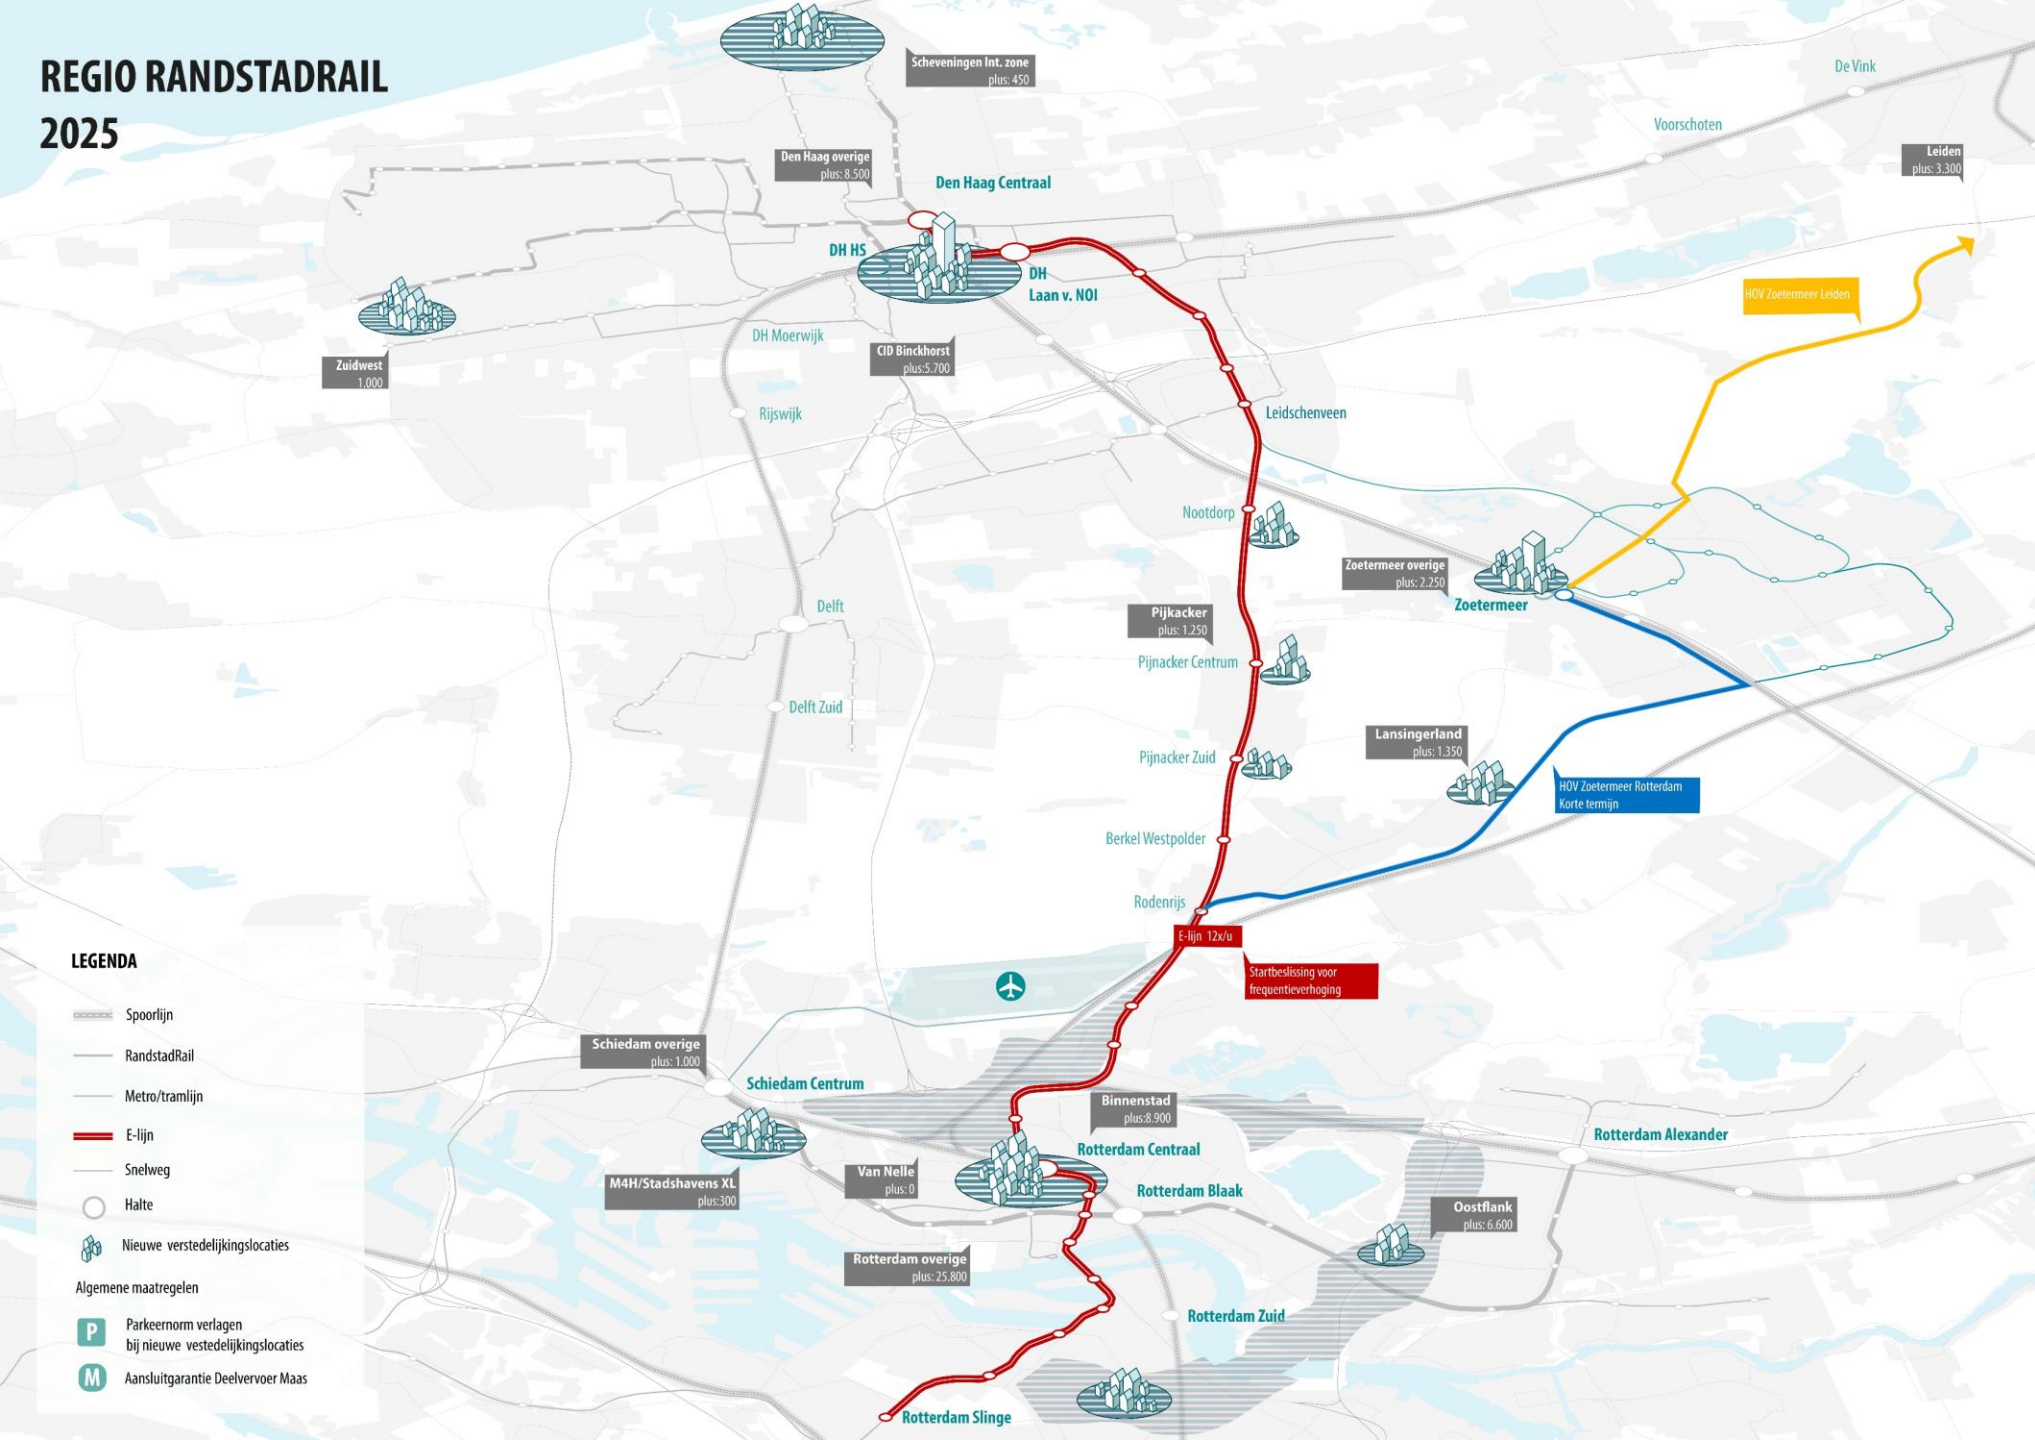 REGIO RANDSTADRAIL
2025
Scheveningen Int. zone
plus: 450
De Vink
Voorschoten
Leiden
plus: 3.300
Den Haag overige
plus: 8.500
Den Haag Centraal
DH HS
DH
Laan v. NOI
HOV Zoetermeer Leiden
DH Moerwijk
CID Binckhorst
plus:5.700
Zuidwest
1.000
Rijswijk
Leidschenveen
Nootdorp
Zoetermeer overige
plus: 2.250
Zoetermeer
Delft
Pijkacker
plus: 1.250
Pijnacker Centrum
Delft Zuid
Lansingerland
plus: 1.350
Pijnacker Zuid
HOV Zoetermeer Rotterdam
Korte termijn
Berkel Westpolder
Rodenrijs
E-lijn 12x/u
Startbeslissing voor
frequentieverhoging
Schiedam overige
plus: 1.000
Schiedam Centrum
Binnenstad
plus:8.900
Rotterdam Alexander
Rotterdam Centraal
Van Nelle
plus: 0
M4H/Stadshavens XL
plus:300
Rotterdam Blaak
Oostflank
plus: 6.600
Rotterdam overige
plus: 25.800
Rotterdam Zuid
Rotterdam Slinge
LEGENDA
Spoorlijn
RandstadRail
Metro/tramlijn
E-lijn
Snelweg
Halte
Nieuwe verstedelijkingslocaties
Algemene maatregelen
P
Parkeernorm verlagen
bij nieuwe vestedelijkingslocaties
M
Aansluitgarantie Deelvervoer Maas